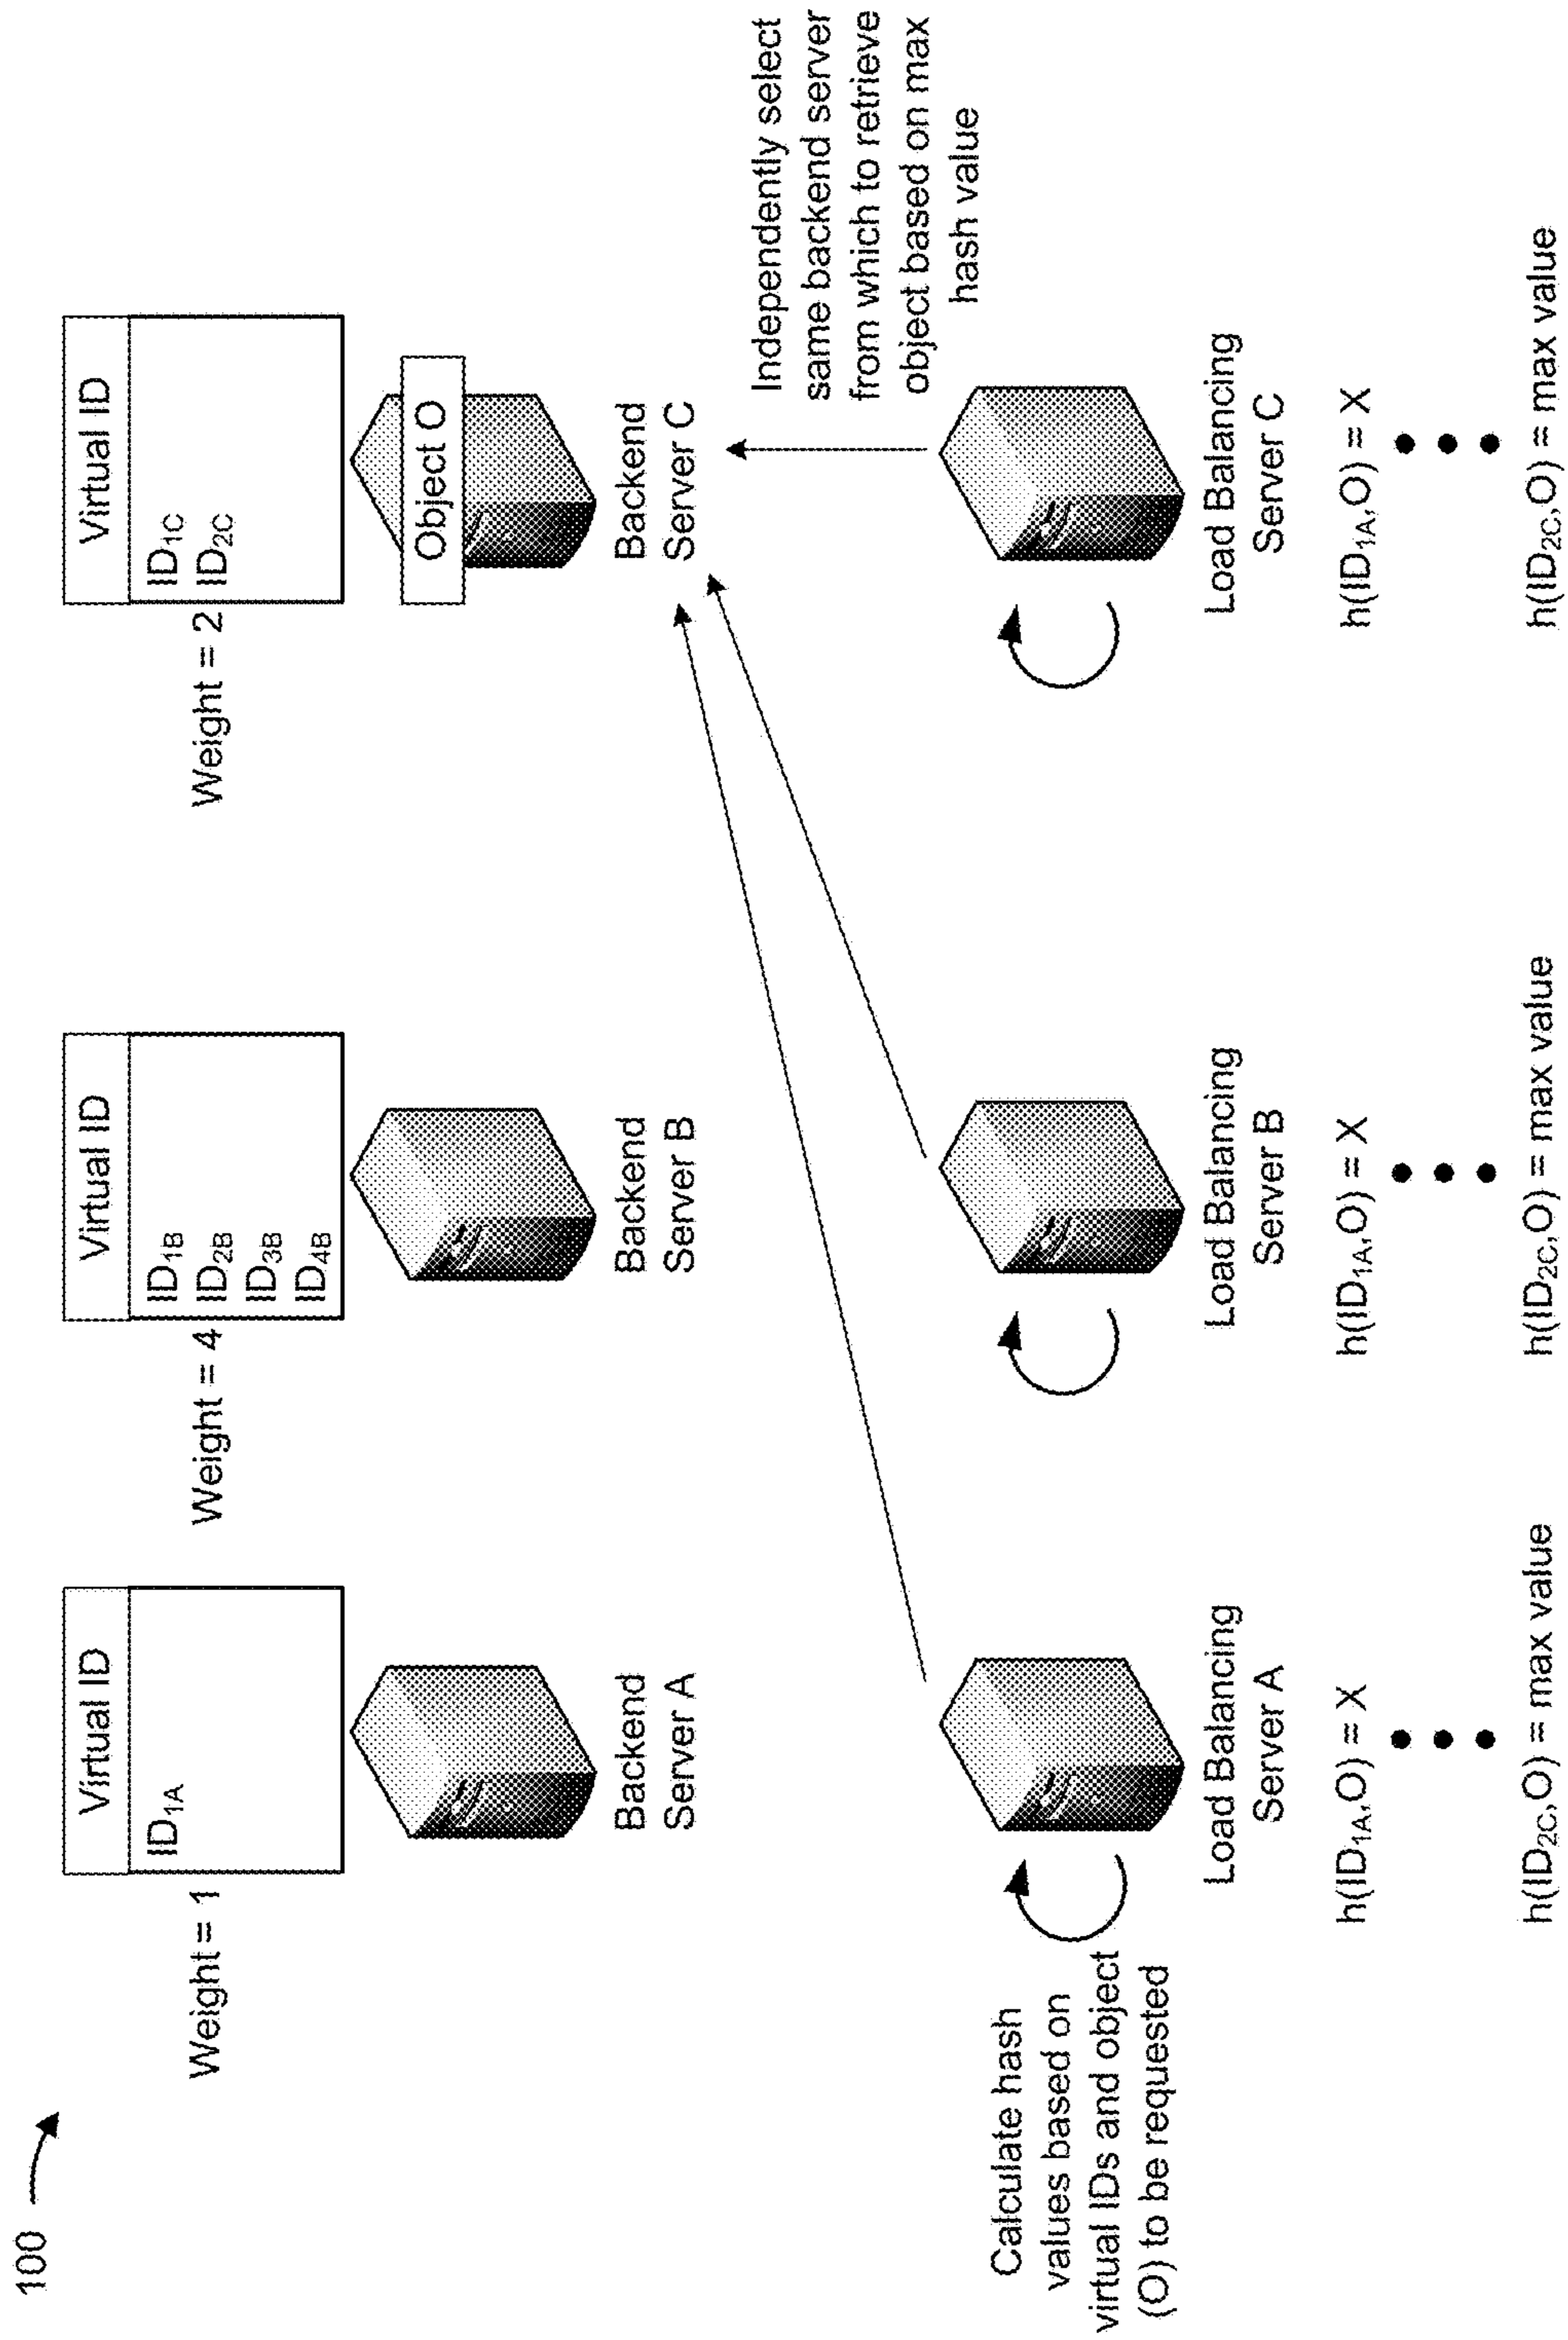 100
Virtual ID
Weight = 1
ID1A
Backend
Server A
Virtual ID
Weight = 4
ID1B
ID2B
ID3B
ID4B
Backend
Server B
Virtual ID
Weight = 2
ID1C
ID2C
Object O
Backend
Server C
Independently select
same backend server
from which to retrieve
object based on max
hash value
Calculate hash
values based on
virtual IDs and object
(O) to be requested
Load Balancing
Server A
h(ID1A,O) = X
h(ID2C,O) = max value
Load Balancing
Server B
h(ID1A,O) = X
h(ID2C,O) = max value
Load Balancing
Server C
h(ID1A,O) = X
h(ID2C,O) = max value